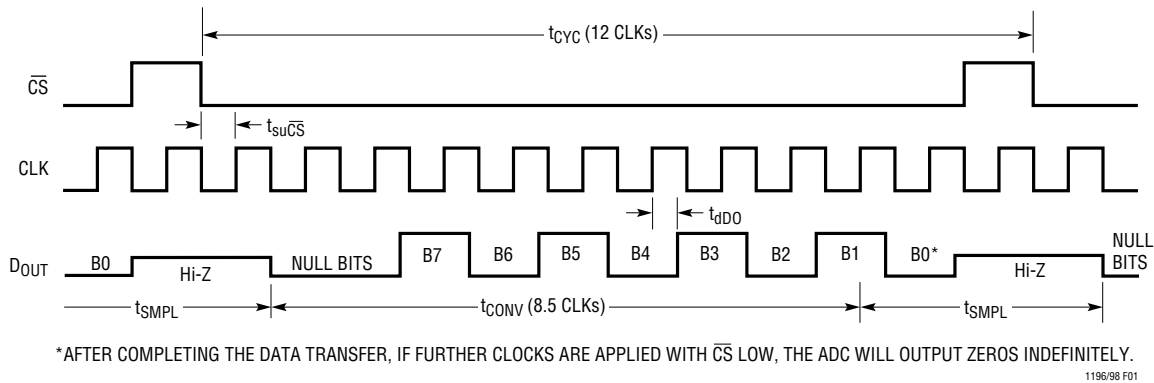 tCYC (12 CLKs)
CS
tsuCS
CLK
tdDO
DOUT
B0
Hi-Z
NULL BITS
B7
B6
B5
B4
B3
B2
B1
B0*
Hi-Z
NULL
BITS
tSMPL
tCONV (8.5 CLKs)
tSMPL
*AFTER COMPLETING THE DATA TRANSFER, IF FURTHER CLOCKS ARE APPLIED WITH CS LOW, THE ADC WILL OUTPUT ZEROS INDEFINITELY.
1196/98 F01